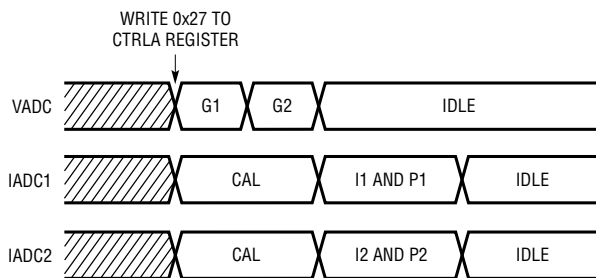 WRITE 0x27 TO
CTRLA REGISTER
VADC G1 G2 IDLE
IADC1 CAL I1 AND P1 IDLE
IADC2 CAL I2 AND P2 IDLE